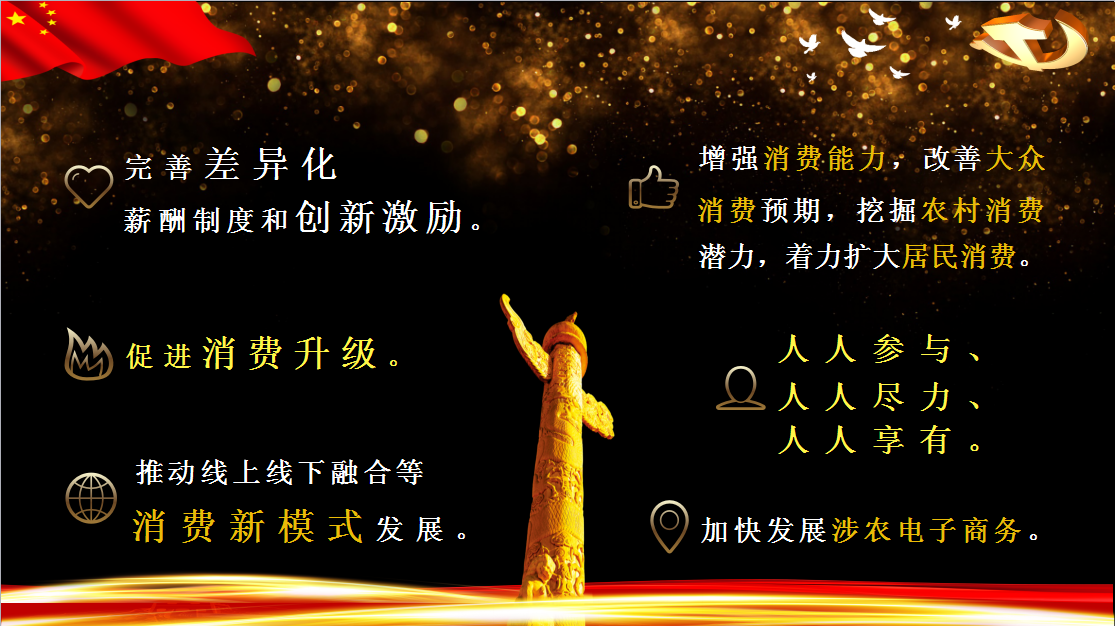 完善差异化
薪酬制度和创新激励。
促进消费升级。
推动线上线下融合等
消费新模式发展。
增强消费能力，改善大众
消费预期，挖掘农村消费
潜力，着力扩大居民消费。
人人参与、
人人尽力、
人人享有。
加快发展涉农电子商务。